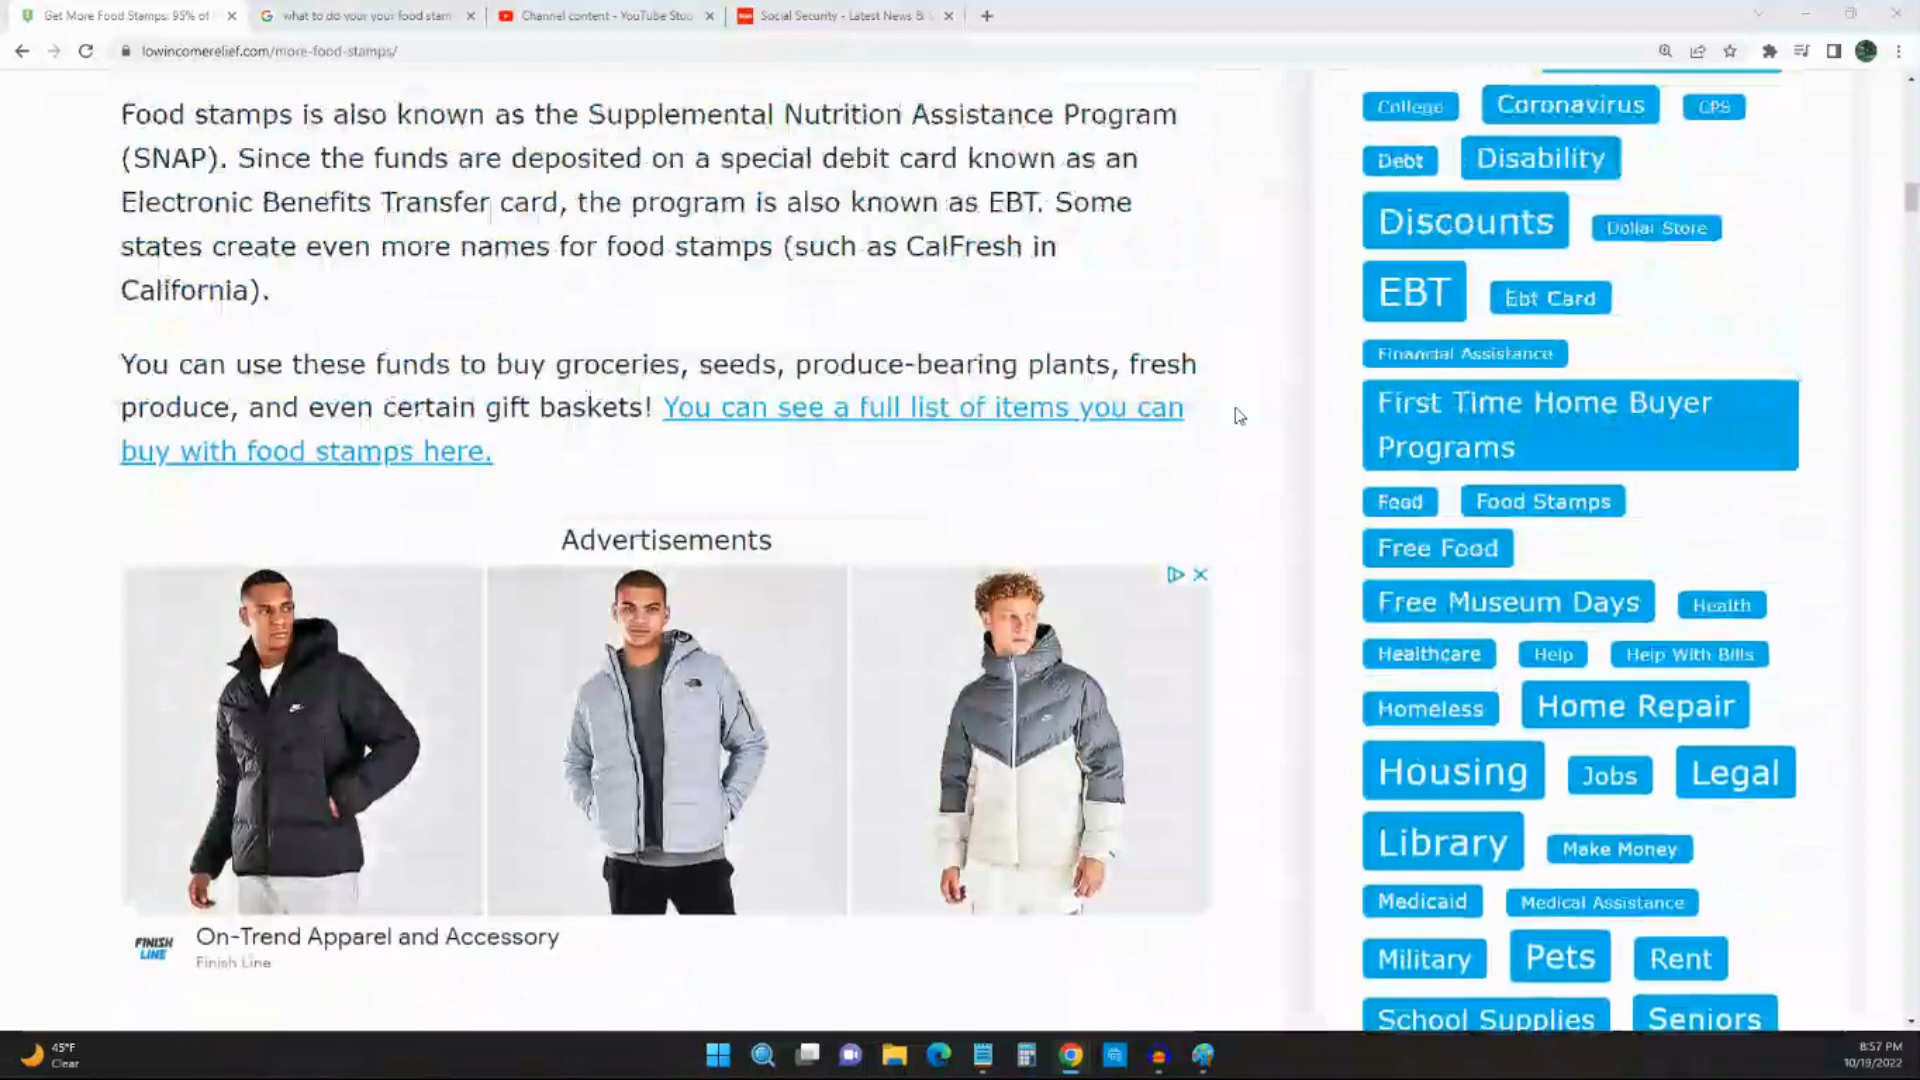 Get More Food Stamps: 95% of
what to do your your food stam
Channel content - YouTube Stu
Social Security - Latest News &
lowincomerelief.com/more-food-stamps/
Food stamps is also known as the Supplemental Nutrition Assistance Program
(SNAP). Since the funds are deposited on a special debit card known as an
Electronic Benefits Transfer card, the program is also known as EBT. Some
states create even more names for food stamps (such as CalFresh in
California).
You can use these funds to buy groceries, seeds, produce-bearing plants, fresh
produce, and even certain gift baskets! You can see a full list of items you can
buy with food stamps here.
Advertisements
FINISH
LINE
On-Trend Apparel and Accessory
Finish Line
College Coronavirus CPS
Debt Disability
Discounts Dollar Store
EBT Ebt Card
Financial Assistance
First Time Home Buyer
Programs
Food Food Stamps
Free Food
Free Museum Days Health
Healthcare Help Help With Bills
Homeless Home Repair
Housing Jobs Legal
Library Make Money
Medicaid Medical Assistance
Military Pets Rent
School Supplies Seniors
45°F
Clear
8:57 PM
10/19/2022